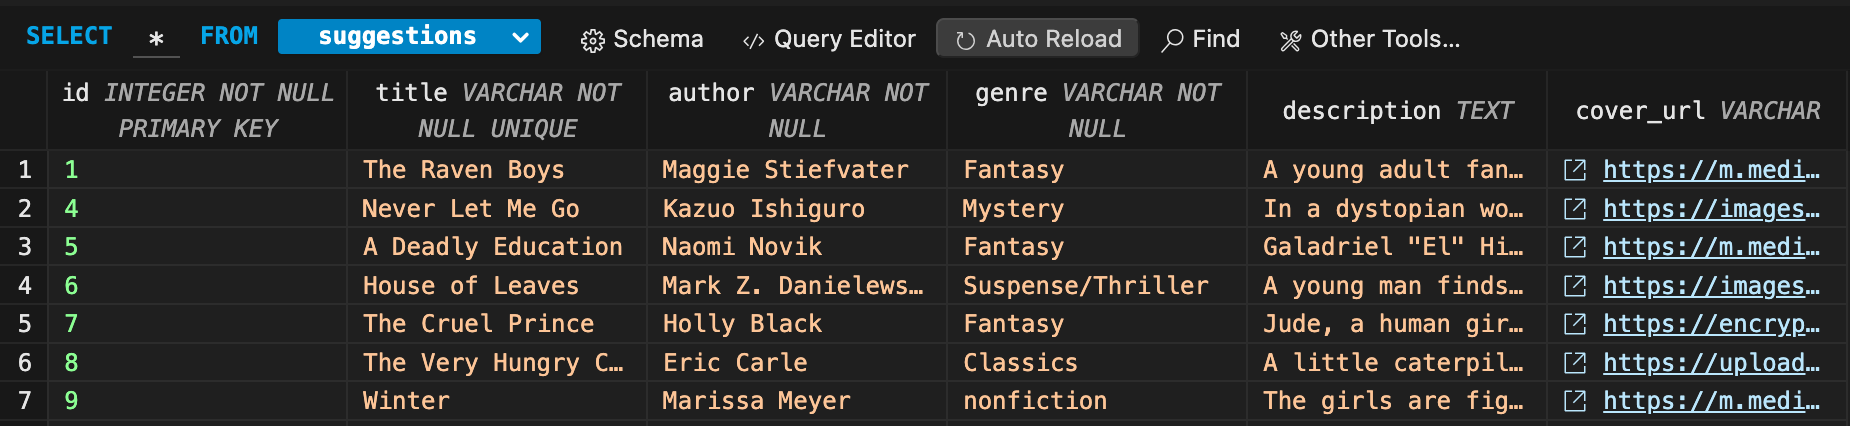 SELECT * FROM suggestions Schema </> Query Editor Auto Reload Find Other Tools...
id INTEGER NOT NULL PRIMARY KEY title VARCHAR NOT NULL UNIQUE author VARCHAR NOT NULL genre VARCHAR NOT NULL description TEXT cover_url VARCHAR
1 1 The Raven Boys Maggie Stiefvater Fantasy A young adult fan… https://m.medi…
2 4 Never Let Me Go Kazuo Ishiguro Mystery In a dystopian wo… https://images…
3 5 A Deadly Education Naomi Novik Fantasy Galadriel "El" Hi… https://m.medi…
4 6 House of Leaves Mark Z. Danielews… Suspense/Thriller A young man finds… https://images…
5 7 The Cruel Prince Holly Black Fantasy Jude, a human gir… https://encryp…
6 8 The Very Hungry C… Eric Carle Classics A little caterpil… https://upload…
7 9 Winter Marissa Meyer nonfiction The girls are fig… https://m.medi…